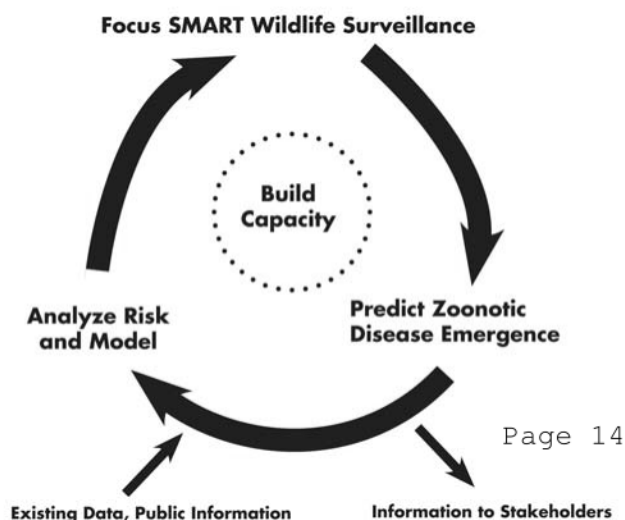 Focus SMART Wildlife Surveillance
Build
Capacity
Analyze Risk
and Model
Predict Zoonotic
Disease Emergence
Page 14
Existing Data, Public Information
Information to Stakeholders